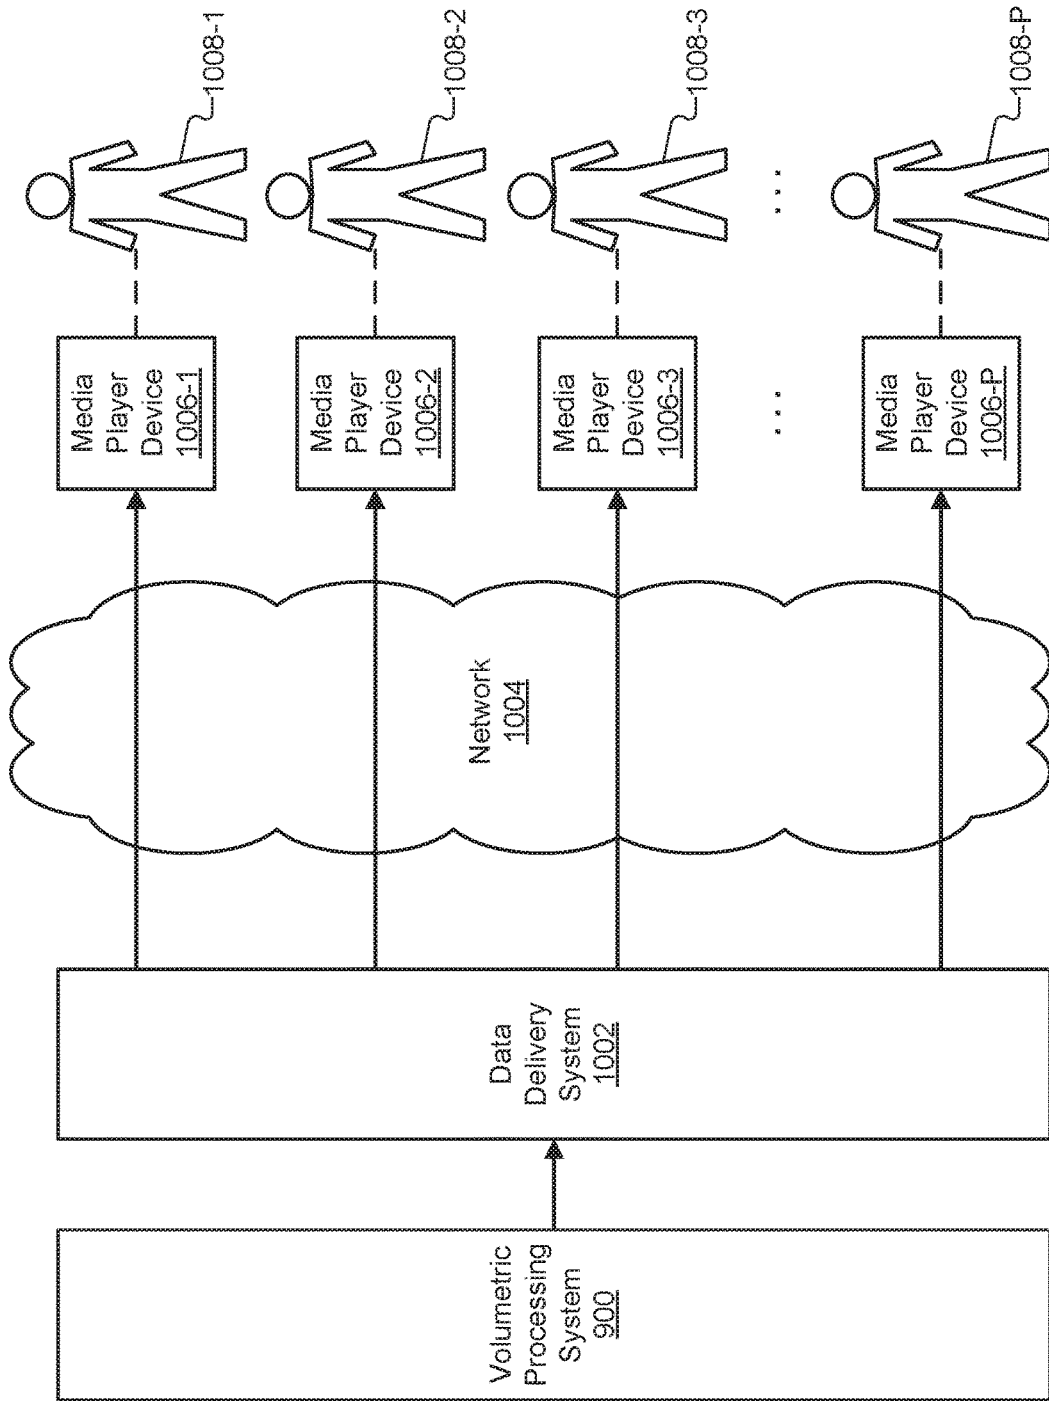 Volumetric
Processing
System
900
Data
Delivery
System
1002
Network
1004
Media
Player
Device
1006-1
Media
Player
Device
1006-2
Media
Player
Device
1006-3
. . .
Media
Player
Device
1006-P
1008-1
1008-2
1008-3
. . .
1008-P